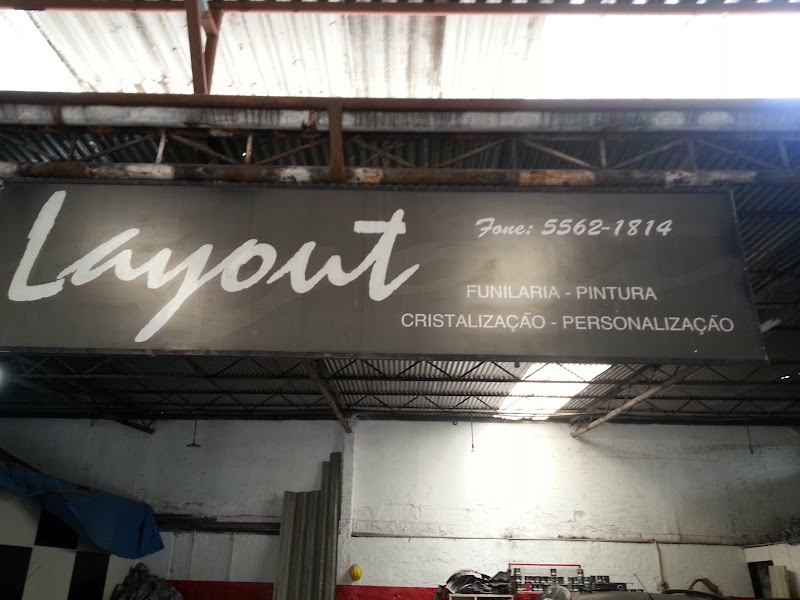 Layout
Fone: 5562-1814
FUNILARIA - PINTURA
CRISTALIZAÇÃO - PERSONALIZAÇÃO